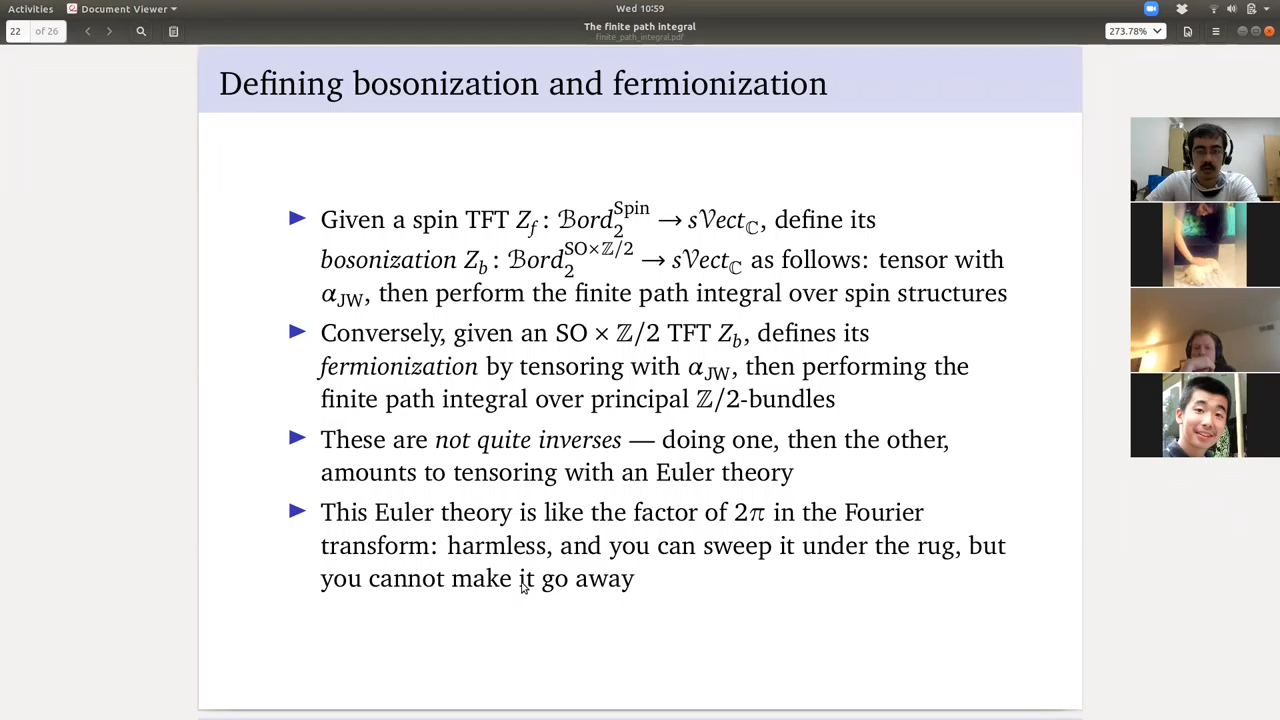 Activities
Document Viewer
Wed 10:59
22
of 26
The finite path integral
finite_path_integral.pdf
273.78%
Defining bosonization and fermionization
▶ Given a spin TFT Z_f : Bord_2^Spin → sVect_ℂ, define its
bosonization Z_b : Bord_2^{SO×ℤ/2} → sVect_ℂ as follows: tensor with
α_JW, then perform the finite path integral over spin structures
▶ Conversely, given an SO × ℤ/2 TFT Z_b, defines its
fermionization by tensoring with α_JW, then performing the
finite path integral over principal ℤ/2-bundles
▶ These are not quite inverses — doing one, then the other,
amounts to tensoring with an Euler theory
▶ This Euler theory is like the factor of 2π in the Fourier
transform: harmless, and you can sweep it under the rug, but
you cannot make it go away